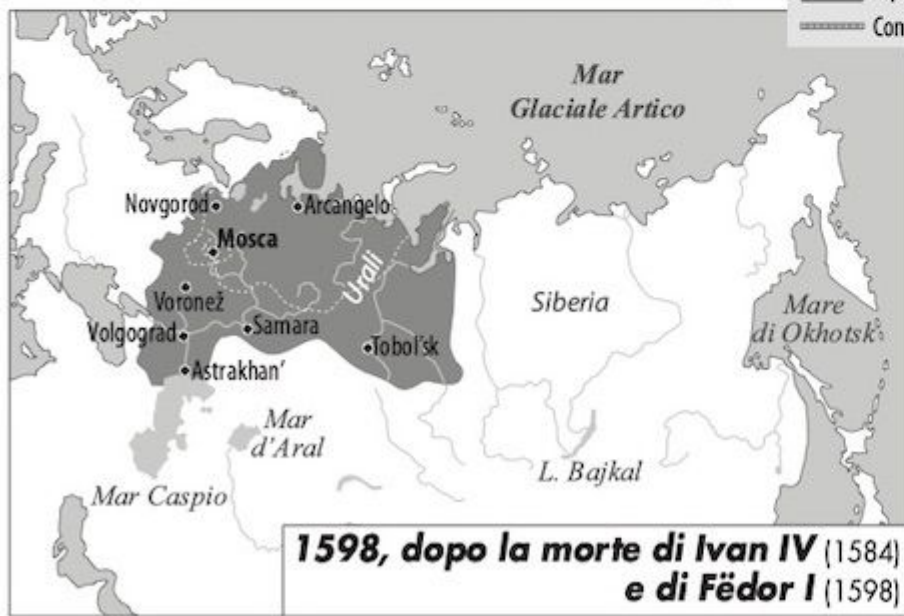 Mar
Glaciale Artico
Novgorod
Arcangelo
Mosca
Urali
Siberia
Voronež
Mare
di Okhotsk
Volgograd
Samara
Tobol'sk
Astrakhan'
Mar
d'Aral
L. Bajkal
Mar Caspio
1598, dopo la morte di Ivan IV (1584)
e di Fëdor I (1598)